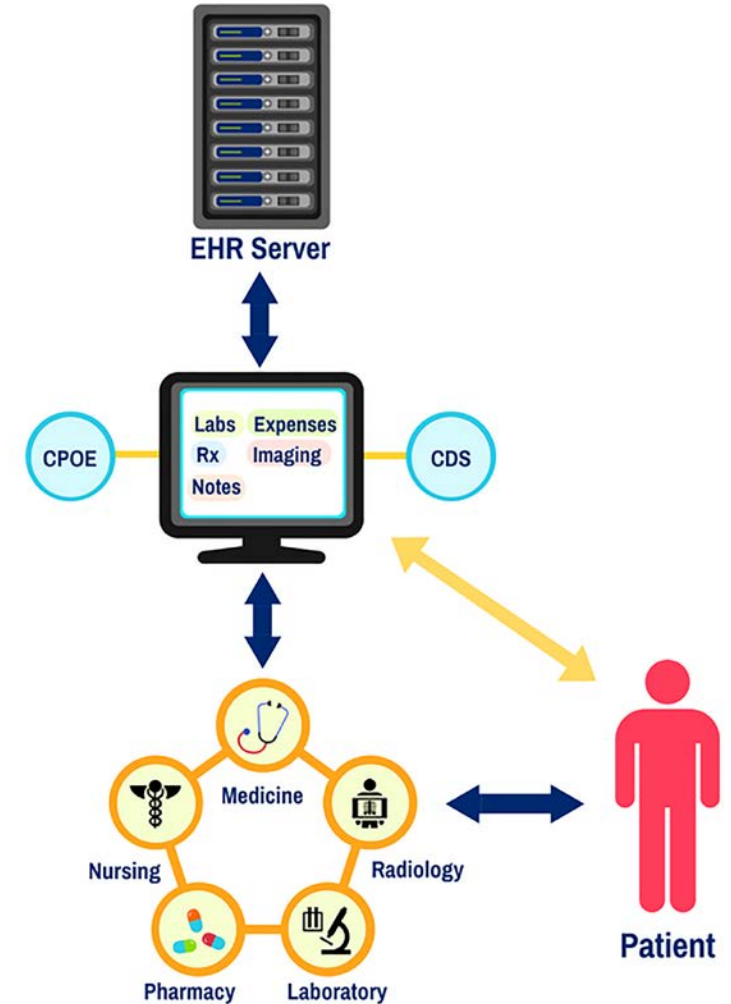 EHR Server
CPOE
Labs Expenses
Rx Imaging
Notes
CDS
Medicine
Nursing
Radiology
Pharmacy
Laboratory
Patient